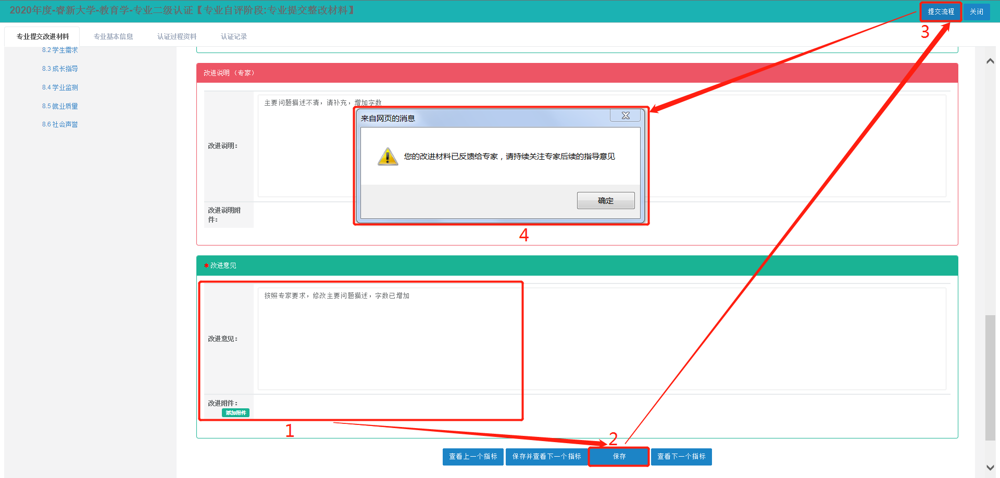 2020年度-睿新大学-教育学-专业二级认证【专业自评阶段:专业提交整改材料】
提交流程
关闭
3
专业提交改进材料
专业基本信息
认证过程资料
认证记录
8.2 学生需求
8.3 成长指导
8.4 学业监测
8.5 就业质量
8.6 社会声誉
改进说明（专家）
改进说明：
主要问题描述不清，请补充，增加字数
来自网页的消息
您的改进材料已反馈给专家，请持续关注专家后续的指导意见
确定
4
改进说明附
件：
* 改进意见
改进意见：
按照专家要求，修改主要问题描述，字数已增加
改进附件：
添加附件
1
2
查看上一个指标
保存并查看下一个指标
保存
查看下一个指标